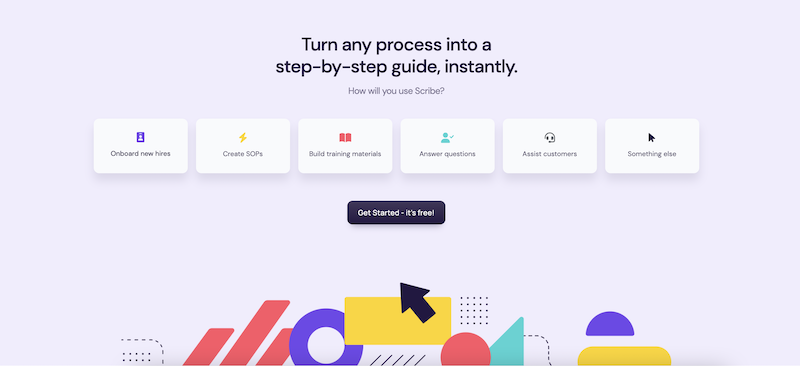 Turn any process into a
step-by-step guide, instantly.
How will you use Scribe?
Onboard new hires
Create SOPs
Build training materials
Answer questions
Assist customers
Something else
Get Started - it's free!